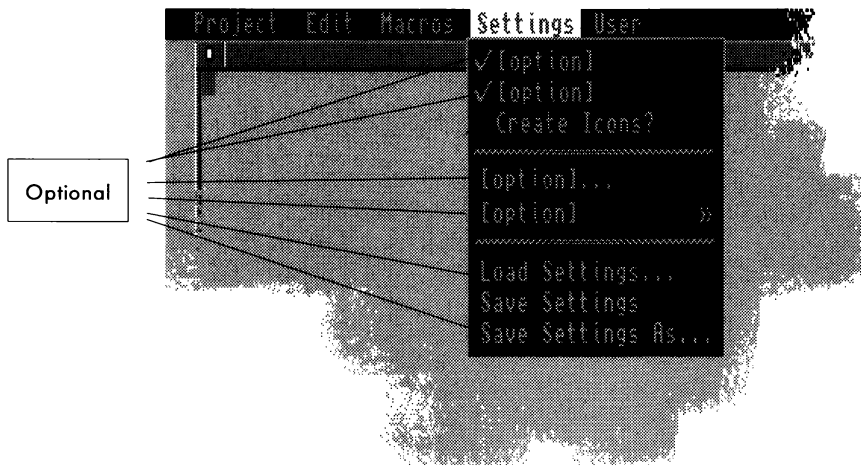 Project Edit Macros Settings User
✓[option]
✓[option]
Create Icons?
[option]...
[option] »
Load Settings...
Save Settings
Save Settings As...
Optional